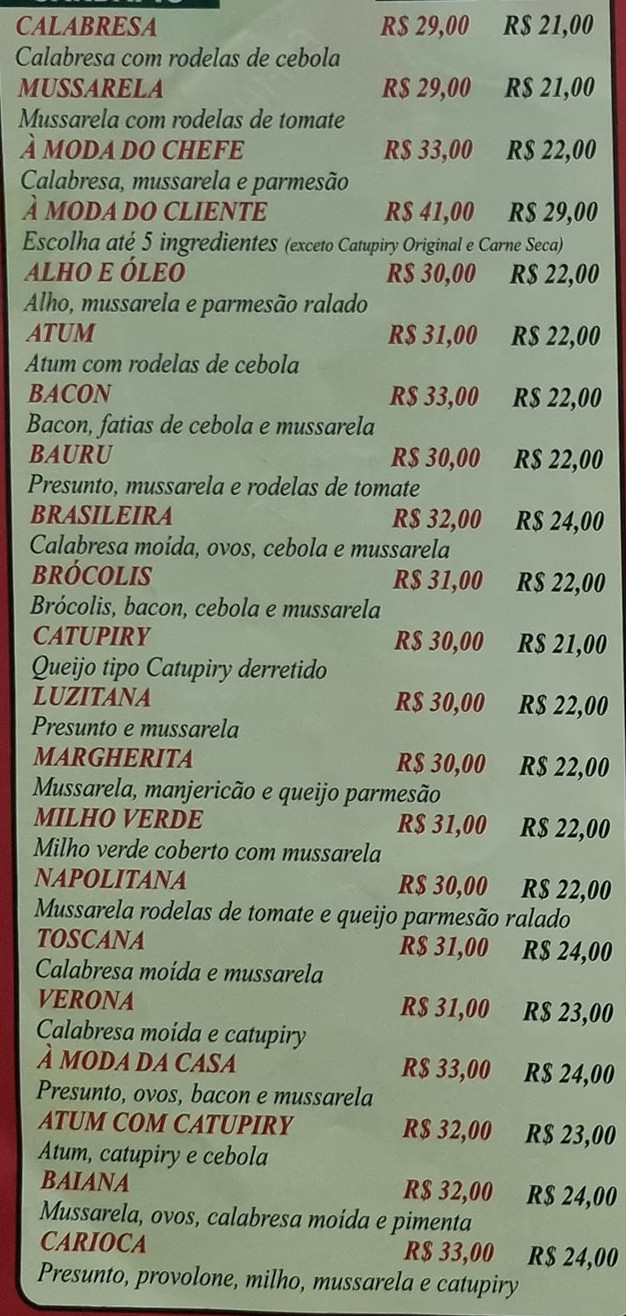 CALABRESA R$ 29,00 R$ 21,00
Calabresa com rodelas de cebola
MUSSARELA R$ 29,00 R$ 21,00
Mussarela com rodelas de tomate
À MODA DO CHEFE R$ 33,00 R$ 22,00
Calabresa, mussarela e parmesão
À MODA DO CLIENTE R$ 41,00 R$ 29,00
Escolha até 5 ingredientes (exceto Catupiry Original e Carne Seca)
ALHO E ÓLEO R$ 30,00 R$ 22,00
Alho, mussarela e parmesão ralado
ATUM R$ 31,00 R$ 22,00
Atum com rodelas de cebola
BACON R$ 33,00 R$ 22,00
Bacon, fatias de cebola e mussarela
BAURU R$ 30,00 R$ 22,00
Presunto, mussarela e rodelas de tomate
BRASILEIRA R$ 32,00 R$ 24,00
Calabresa moída, ovos, cebola e mussarela
BRÓCOLIS R$ 31,00 R$ 22,00
Brócolis, bacon, cebola e mussarela
CATUPIRY R$ 30,00 R$ 21,00
Queijo tipo Catupiry derretido
LUZITANA R$ 30,00 R$ 22,00
Presunto e mussarela
MARGHERITA R$ 30,00 R$ 22,00
Mussarela, manjericão e queijo parmesão
MILHO VERDE R$ 31,00 R$ 22,00
Milho verde coberto com mussarela
NAPOLITANA R$ 30,00 R$ 22,00
Mussarela rodelas de tomate e queijo parmesão ralado
TOSCANA R$ 31,00 R$ 24,00
Calabresa moída e mussarela
VERONA R$ 31,00 R$ 23,00
Calabresa moída e catupiry
À MODA DA CASA R$ 33,00 R$ 24,00
Presunto, ovos, bacon e mussarela
ATUM COM CATUPIRY R$ 32,00 R$ 23,00
Atum, catupiry e cebola
BAIANA R$ 32,00 R$ 24,00
Mussarela, ovos, calabresa moída e pimenta
CARIOCA R$ 33,00 R$ 24,00
Presunto, provolone, milho, mussarela e catupiry